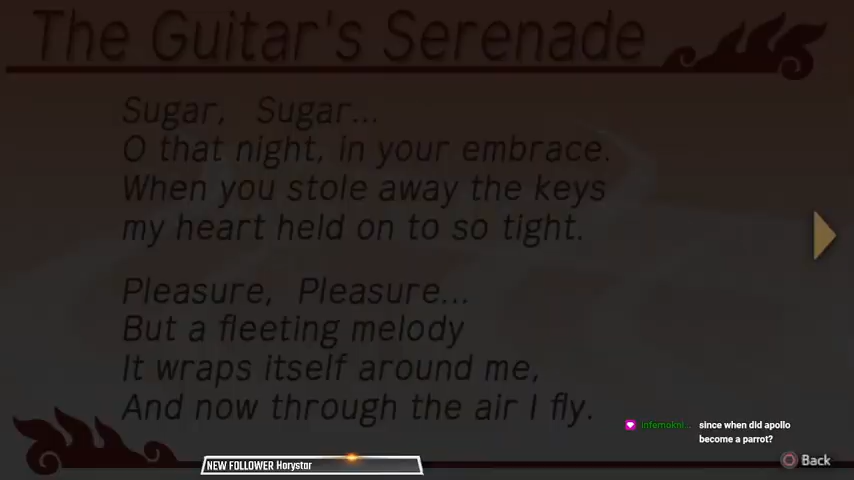 The Guitar's Serenade
Sugar, Sugar...
O that night, in your embrace.
When you stole away the keys
my heart held on to so tight.
Pleasure, Pleasure...
But a fleeting melody
It wraps itself around me,
And now through the air I fly.
infernokni... since when did apollo
become a parrot?
Back
NEW FOLLOWER Horystar